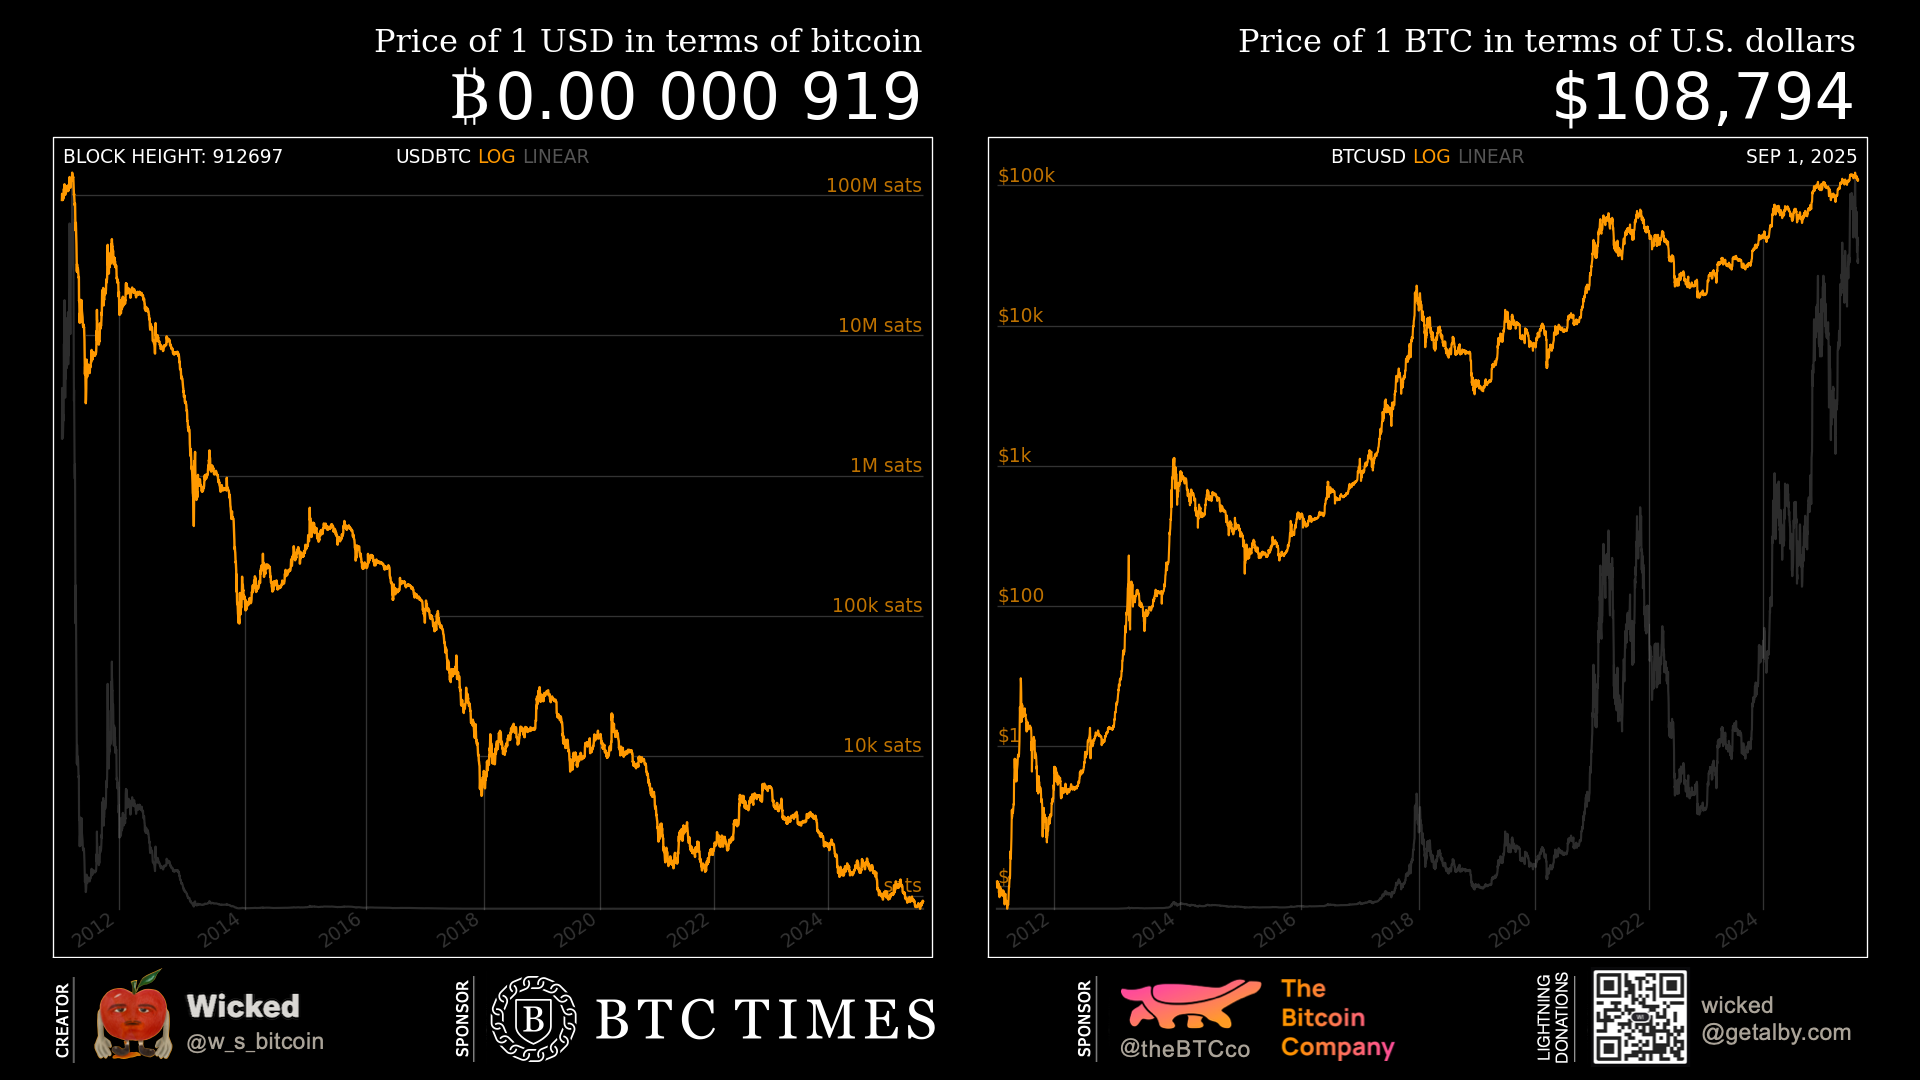 Price of 1 USD in terms of bitcoin
₿0.00 000 919
BLOCK HEIGHT: 912697
USDBTC LOG LINEAR
100M sats
10M sats
1M sats
100k sats
10k sats
sats
2012
2014
2016
2018
2020
2022
2024
Price of 1 BTC in terms of U.S. dollars
$108,794
BTCUSD LOG LINEAR
SEP 1, 2025
$100k
$10k
$1k
$100
$1
$
2012
2014
2016
2018
2020
2022
2024
CREATOR
Wicked
@w_s_bitcoin
SPONSOR
B
BTC TIMES
SPONSOR
@theBTCco
The
Bitcoin
Company
LIGHTNING
DONATIONS
wicked
@getalby.com